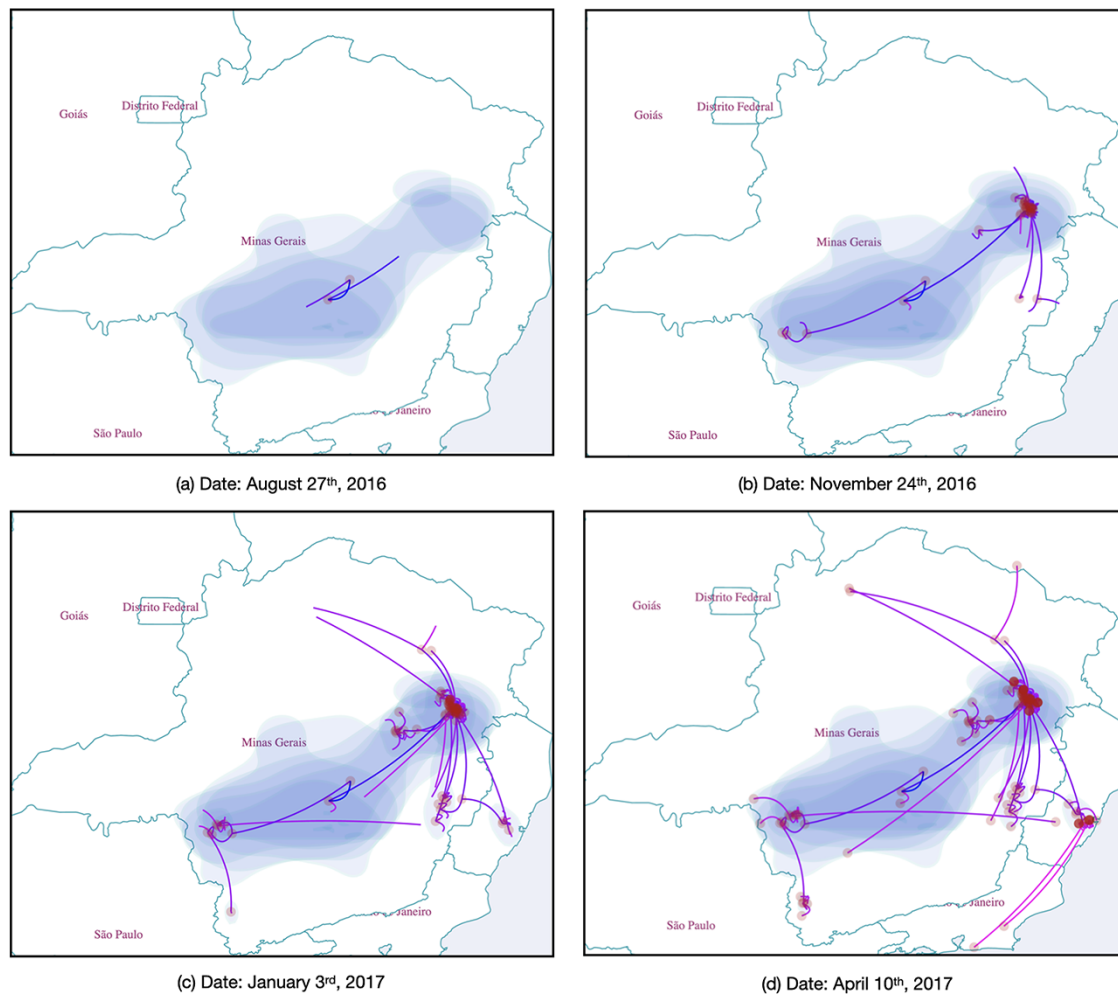 Goiás
Distrito Federal
Minas Gerais
Janeiro
São Paulo
(a) Date: August 27th, 2016
Goiás
Distrito Federal
Minas Gerais
Janeiro
São Paulo
(b) Date: November 24th, 2016
Goiás
Distrito Federal
Minas Gerais
Janeiro
São Paulo
(c) Date: January 3rd, 2017
Goiás
Distrito Federal
Minas Gerais
Janeiro
São Paulo
(d) Date: April 10th, 2017